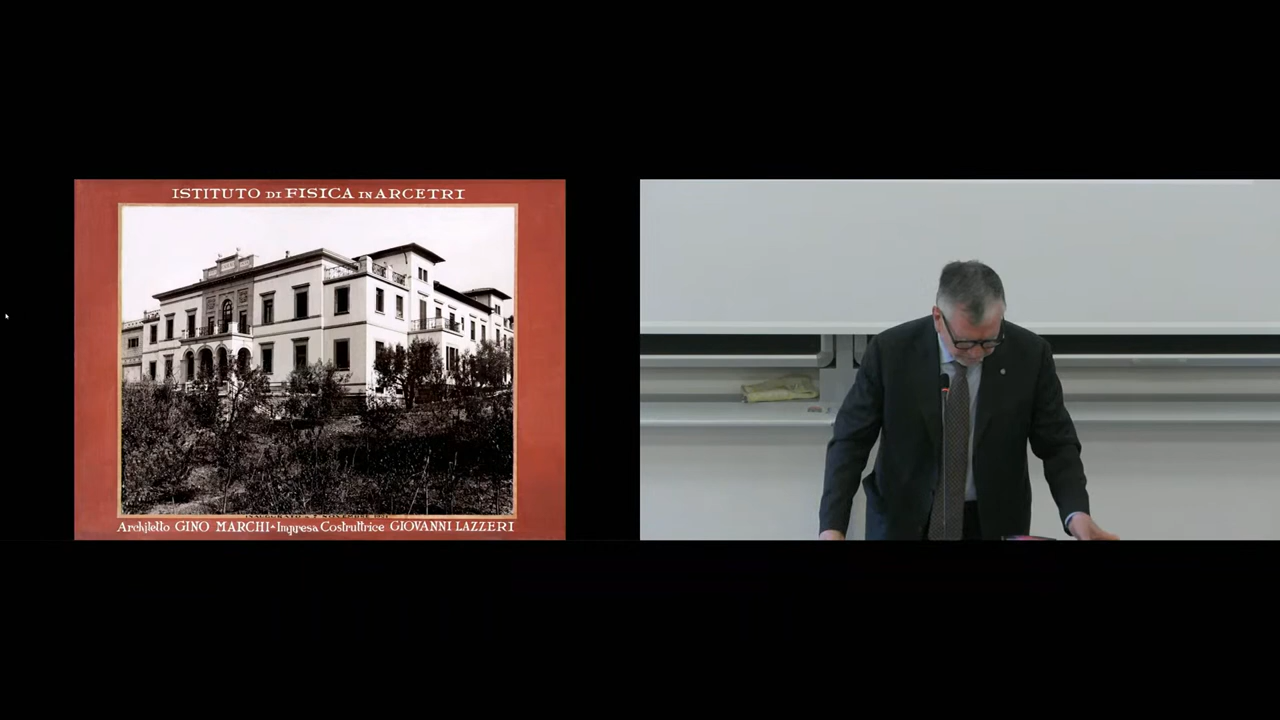 ISTITUTO DI FISICA IN ARCETRI
Architetto GINO MARCHI - Impresa Costruttrice GIOVANNI LAZZERI